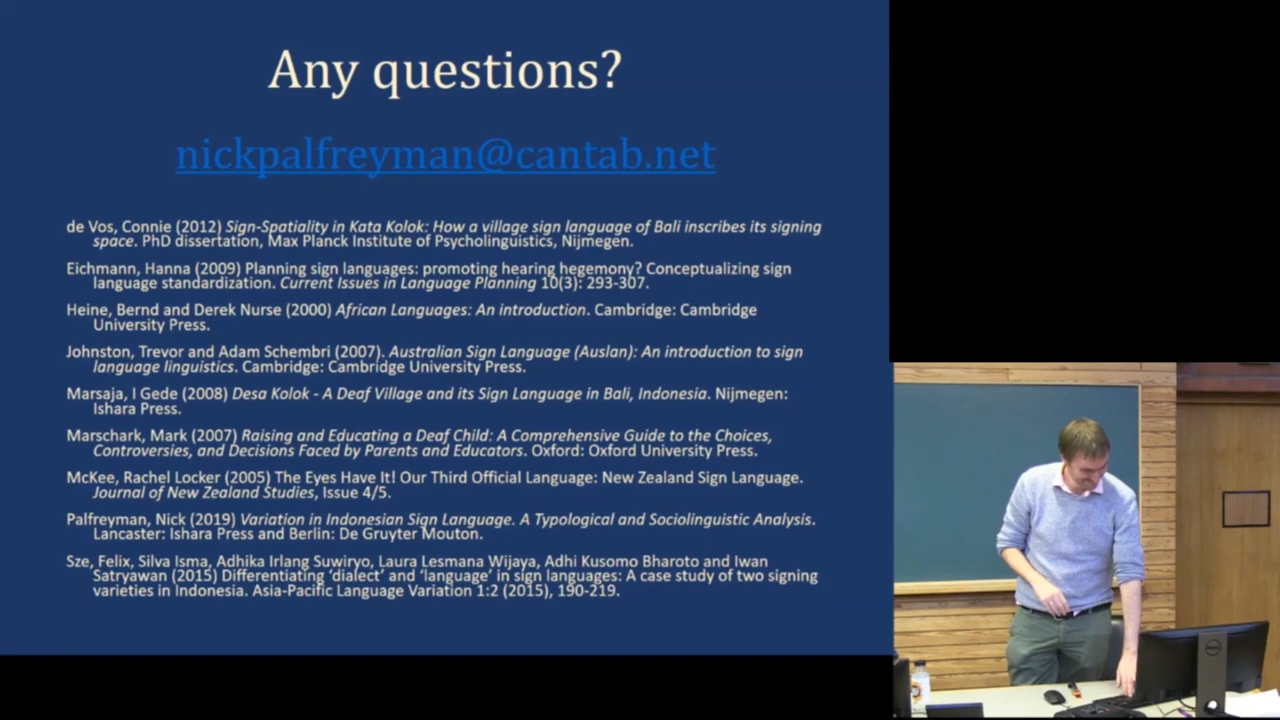 Any questions?
nickpalfreyman@cantab.net
de Vos, Connie (2012) Sign-Spatiality in Kata Kolok: How a village sign language of Bali inscribes its signing
space. PhD dissertation, Max Planck Institute of Psycholinguistics, Nijmegen.
Eichmann, Hanna (2009) Planning sign languages: promoting hearing hegemony? Conceptualizing sign
language standardization. Current Issues in Language Planning 10(3): 293-307.
Heine, Bernd and Derek Nurse (2000) African Languages: An introduction. Cambridge: Cambridge
University Press.
Johnston, Trevor and Adam Schembri (2007). Australian Sign Language (Auslan): An introduction to sign
language linguistics. Cambridge: Cambridge University Press.
Marsaja, I Gede (2008) Desa Kolok - A Deaf Village and its Sign Language in Bali, Indonesia. Nijmegen:
Ishara Press.
Marschark, Mark (2007) Raising and Educating a Deaf Child: A Comprehensive Guide to the Choices,
Controversies, and Decisions Faced by Parents and Educators. Oxford: Oxford University Press.
McKee, Rachel Locker (2005) The Eyes Have It! Our Third Official Language: New Zealand Sign Language.
Journal of New Zealand Studies, Issue 4/5.
Palfreyman, Nick (2019) Variation in Indonesian Sign Language. A Typological and Sociolinguistic Analysis.
Lancaster: Ishara Press and Berlin: De Gruyter Mouton.
Sze, Felix, Silva Isma, Adhika Irlang Suwiryo, Laura Lesmana Wijaya, Adhi Kusomo Bharoto and Iwan
Satryawan (2015) Differentiating 'dialect' and 'language' in sign languages: A case study of two signing
varieties in Indonesia. Asia-Pacific Language Variation 1:2 (2015), 190-219.
DELL